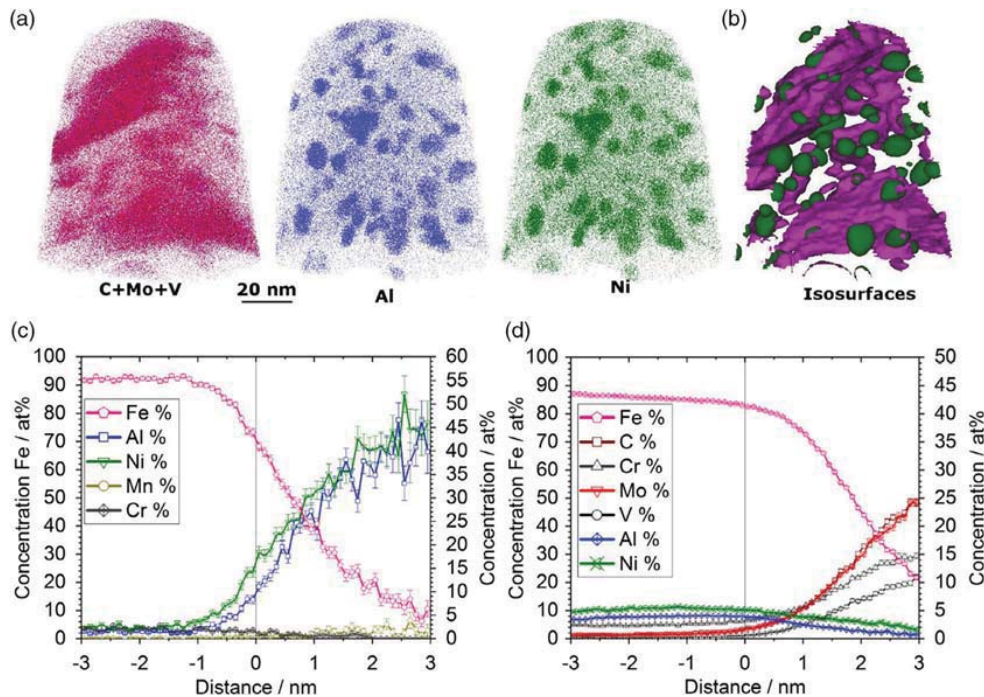 (a)
(b)
C+Mo+V
20 nm
Al
Ni
Isosurfaces
(c)
Concentration Fe / at%
100
90
80
70
60
50
40
30
20
10
0
Fe %
Al %
Ni %
Mn %
Cr %
60
55
50
45
40
35
30
25
20
15
10
5
0
Concentration / at%
-3 -2 -1 0 1 2 3
Distance / nm
(d)
Concentration Fe / at%
100
90
80
70
60
50
40
30
20
10
0
Fe %
C %
Cr %
Mo %
V %
Al %
Ni %
50
45
40
35
30
25
20
15
10
5
0
Concentration / at%
-3 -2 -1 0 1 2 3
Distance / nm